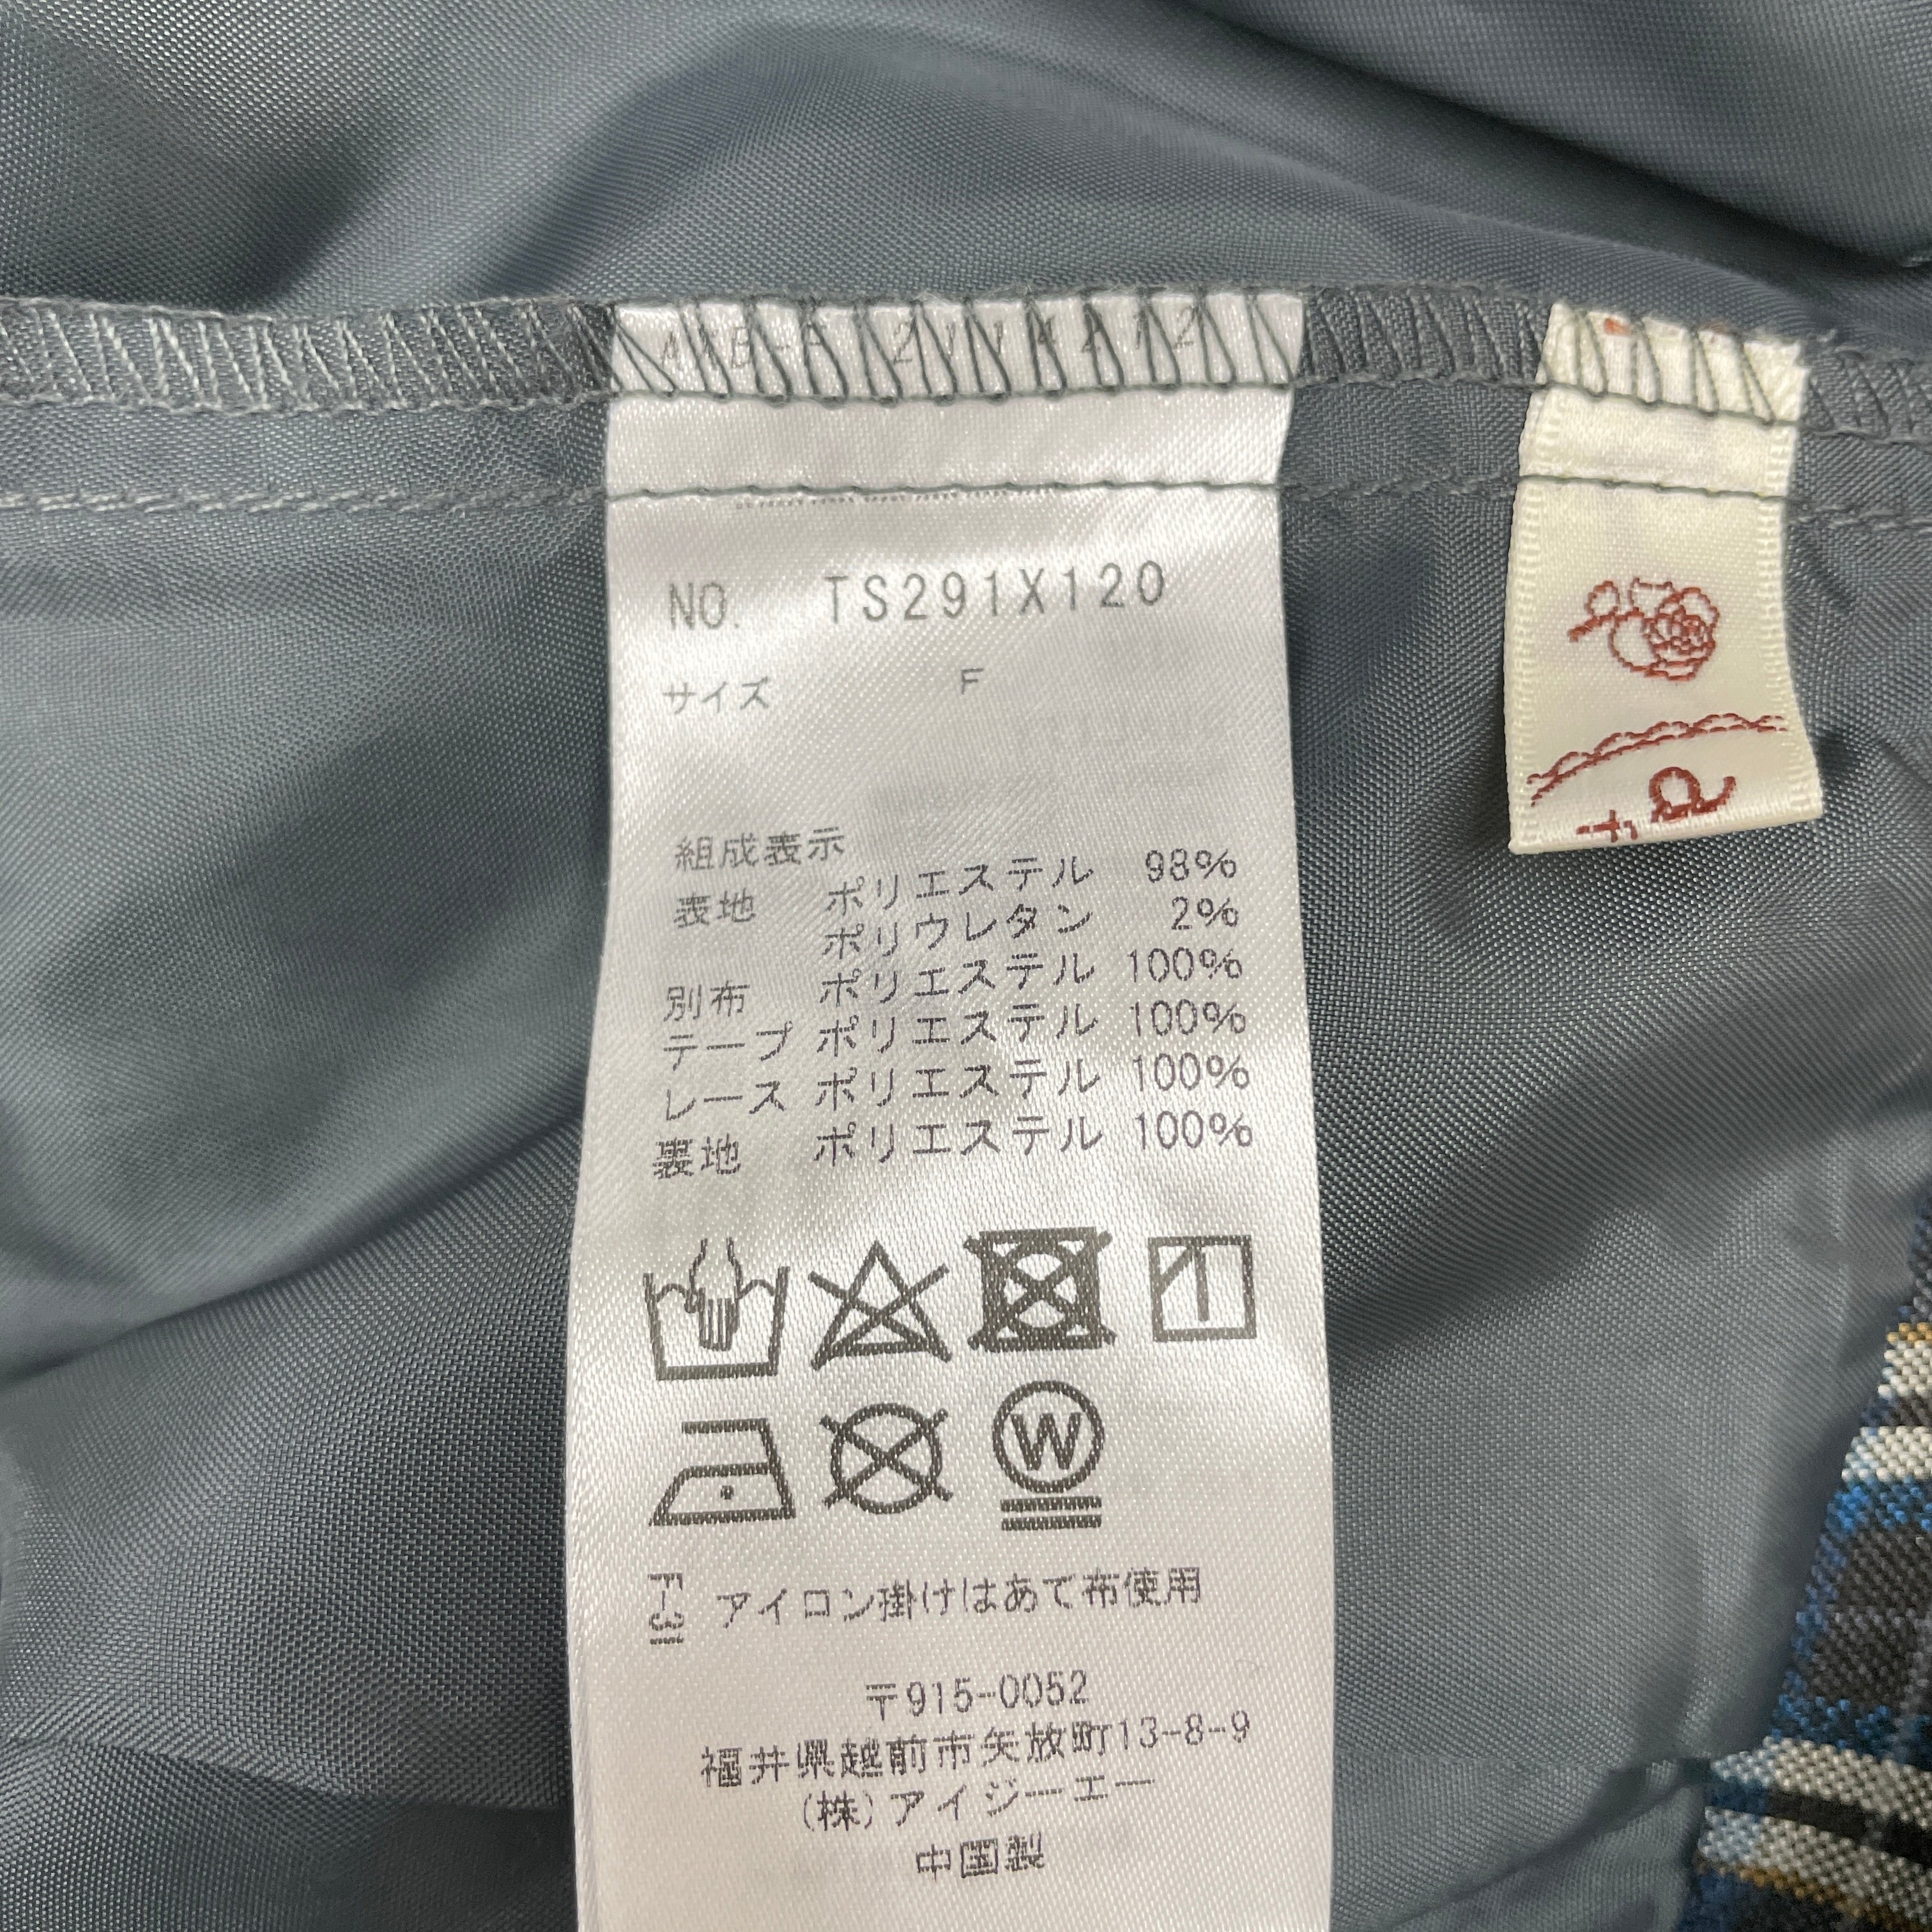 NO. TS291X120
サイズ F
組成表示
表地 ポリエステル 98%
ポリウレタン 2%
別布 ポリエステル 100%
テープ ポリエステル 100%
レース ポリエステル 100%
裏地 ポリエステル 100%
W
アイロン掛けはあて布使用
〒915-0052
福井県越前市矢放町13-8-9
(株)アイジーエー
中国製